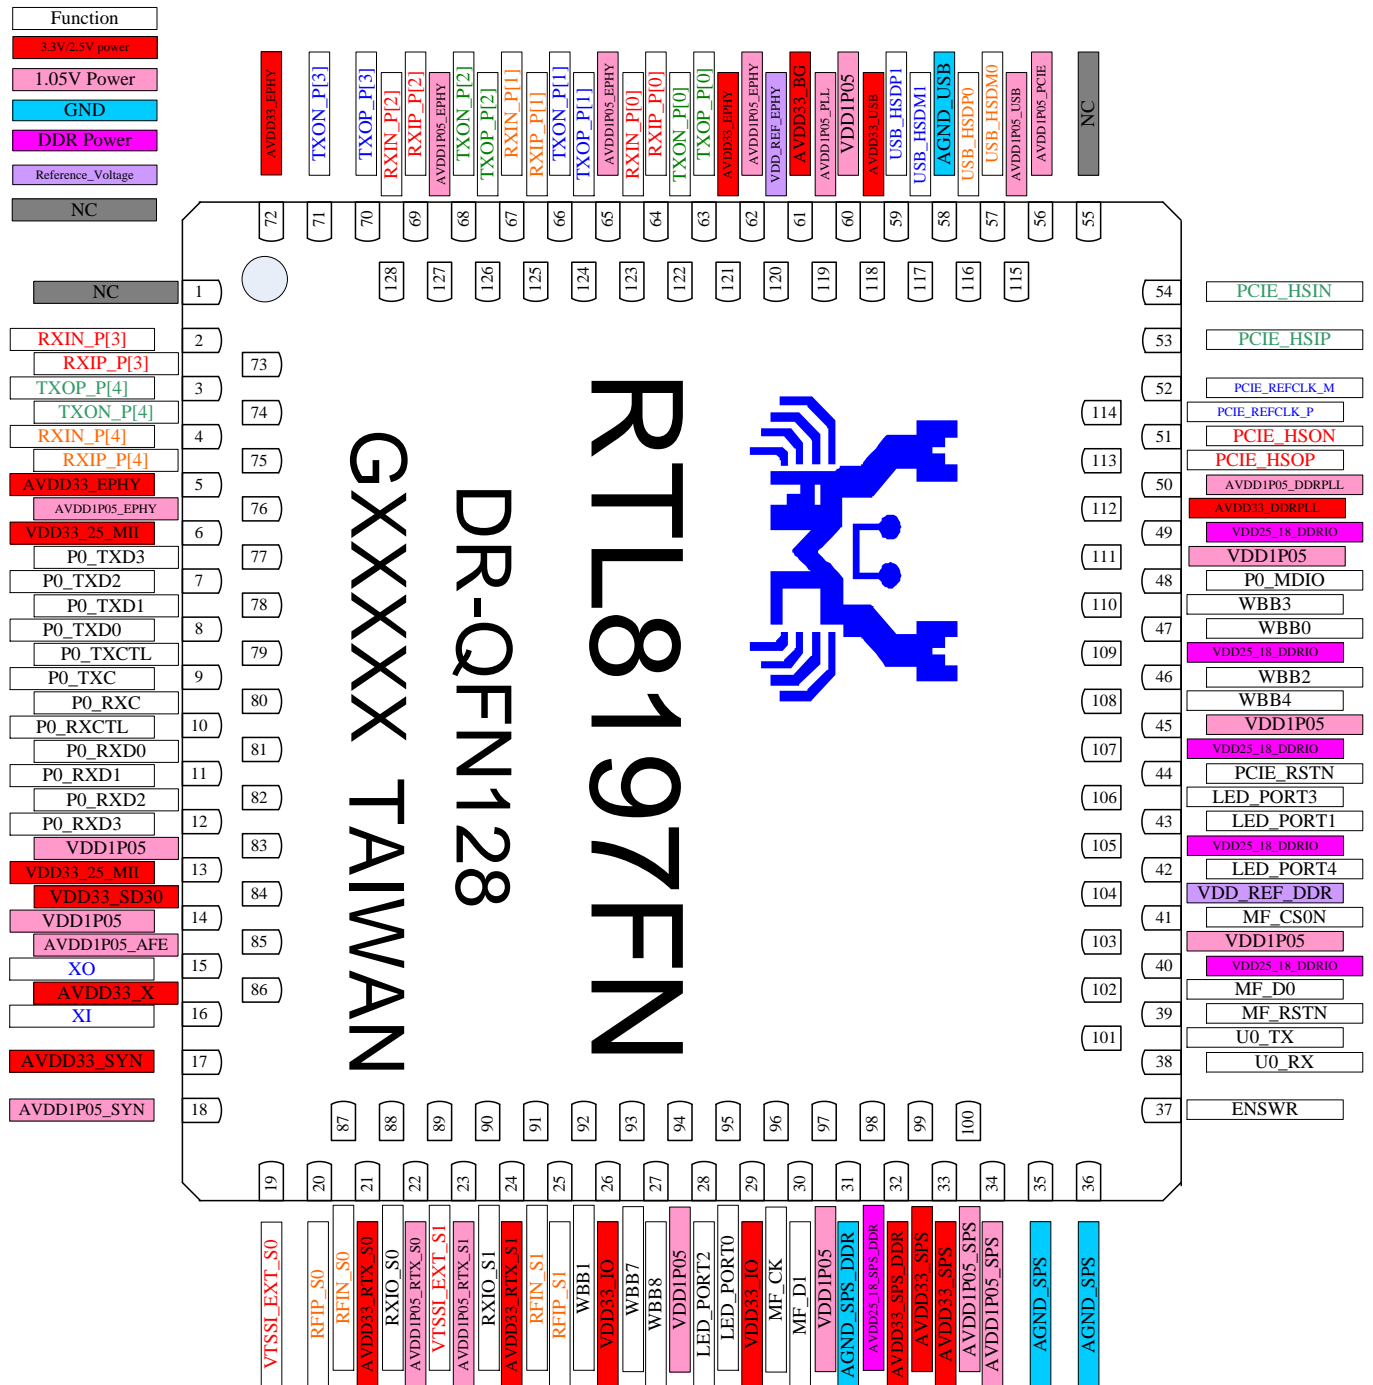 Function
3.3V/2.5V power
1.05V Power
GND
DDR Power
Reference_Voltage
NC
AVDD33_EPHY
TXON_P[3]
TXOP_P[3]
RXIN_P[2]
RXIP_P[2]
AVDD1P05_EPHY
TXON_P[2]
TXOP_P[2]
RXIN_P[1]
RXIP_P[1]
TXON_P[1]
TXOP_P[1]
AVDD1P05_EPHY
RXIN_P[0]
RXIP_P[0]
TXON_P[0]
TXOP_P[0]
AVDD33_EPHY
AVDD1P05_EPHY
VDD_REF_EPHY
AVDD33_BG
AVDD1P05_PLL
VDD1P05
AVDD33_USB
USB_HSDP1
USB_HSDM1
AGND_USB
USB_HSDP0
USB_HSDM0
AVDD1P05_USB
AVDD1P05_PCIE
NC
72
71
70
69
68
67
66
65
64
63
62
61
60
59
58
57
56
55
128
127
126
125
124
123
122
121
120
119
118
117
116
115
NC
RXIN_P[3]
RXIP_P[3]
TXOP_P[4]
TXON_P[4]
RXIN_P[4]
RXIP_P[4]
AVDD33_EPHY
AVDD1P05_EPHY
VDD33_25_MII
P0_TXD3
P0_TXD2
P0_TXD1
P0_TXD0
P0_TXCTL
P0_TXC
P0_RXC
P0_RXCTL
P0_RXD0
P0_RXD1
P0_RXD2
P0_RXD3
VDD1P05
VDD33_25_MII
VDD33_SD30
VDD1P05
AVDD1P05_AFE
XO
AVDD33_X
XI
AVDD33_SYN
AVDD1P05_SYN
1
2
3
4
5
6
7
8
9
10
11
12
13
14
15
16
17
18
73
74
75
76
77
78
79
80
81
82
83
84
85
86
RTL8197FN
DR-QFN128
GXXXXX TAIWAN
114
113
112
111
110
109
108
107
106
105
104
103
102
101
54
53
52
51
50
49
48
47
46
45
44
43
42
41
40
39
38
37
PCIE_HSIN
PCIE_HSIP
PCIE_REFCLK_M
PCIE_REFCLK_P
PCIE_HSON
PCIE_HSOP
AVDD1P05_DDRPLL
AVDD33_DDRPLL
VDD25_18_DDRIO
VDD1P05
P0_MDIO
WBB3
WBB0
VDD25_18_DDRIO
WBB2
WBB4
VDD1P05
VDD25_18_DDRIO
PCIE_RSTN
LED_PORT3
LED_PORT1
VDD25_18_DDRIO
LED_PORT4
VDD_REF_DDR
MF_CS0N
VDD1P05
VDD25_18_DDRIO
MF_D0
MF_RSTN
U0_TX
U0_RX
ENSWR
87
88
89
90
91
92
93
94
95
96
97
98
99
100
19
20
21
22
23
24
25
26
27
28
29
30
31
32
33
34
35
36
VTSSI_EXT_S0
RFIP_S0
RFIN_S0
AVDD33_RTX_S0
RXIO_S0
AVDD1P05_RTX_S0
VTSSI_EXT_S1
AVDD1P05_RTX_S1
RXIO_S1
AVDD33_RTX_S1
RFIN_S1
RFIP_S1
WBB1
VDD33_IO
WBB7
WBB8
VDD1P05
LED_PORT2
LED_PORT0
VDD33_IO
MF_CK
MF_D1
VDD1P05
AGND_SPS_DDR
AVDD25_18_SPS_DDR
AVDD33_SPS_DDR
AVDD33_SPS
AVDD33_SPS
AVDD1P05_SPS
AVDD1P05_SPS
AGND_SPS
AGND_SPS